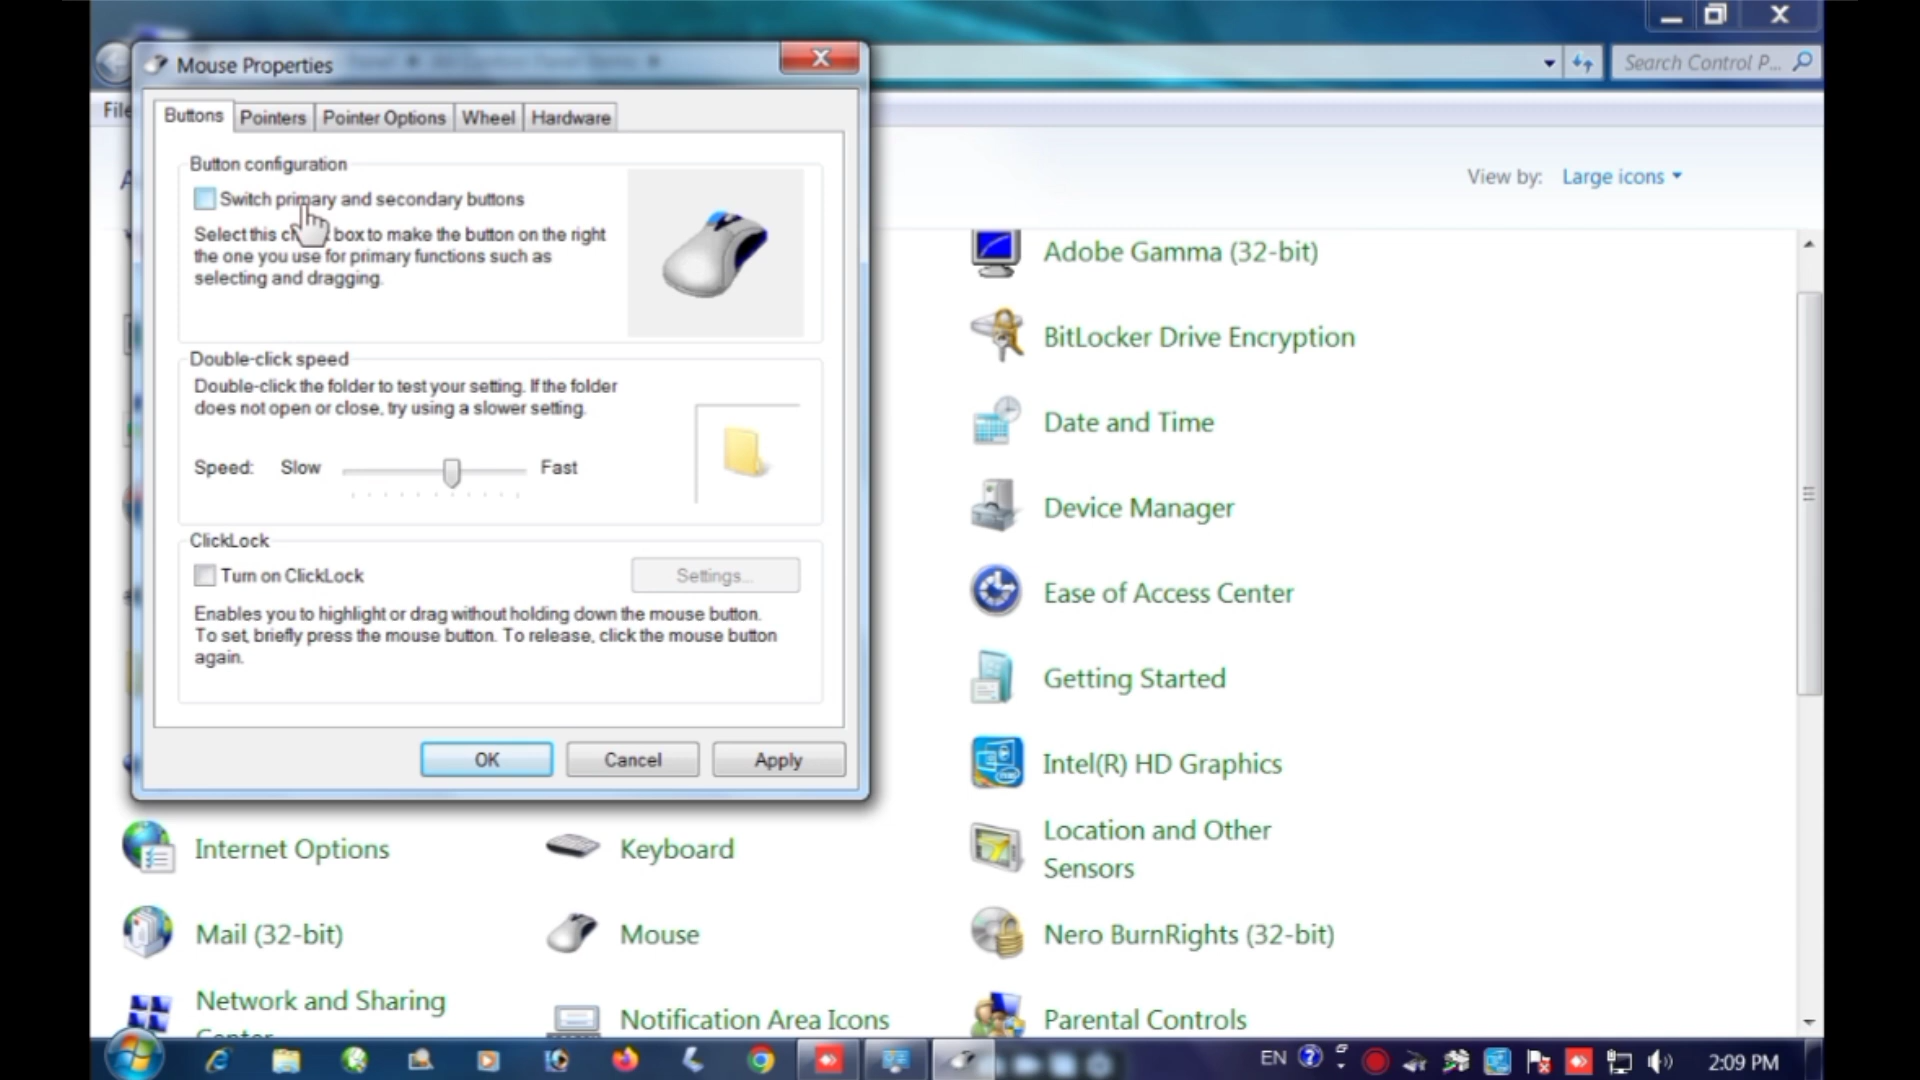 Mouse Properties
Search Control P...
File
Buttons
Pointers
Pointer Options
Wheel
Hardware
Button configuration
Switch primary and secondary buttons
Select this box to make the button on the right
the one you use for primary functions such as
selecting and dragging.
Double-click speed
Double-click the folder to test your setting. If the folder
does not open or close, try using a slower setting.
Speed: Slow Fast
ClickLock
Turn on ClickLock
Settings...
Enables you to highlight or drag without holding down the mouse button.
To set, briefly press the mouse button. To release, click the mouse button
again.
OK
Cancel
Apply
View by: Large icons
Adobe Gamma (32-bit)
BitLocker Drive Encryption
Date and Time
Device Manager
Ease of Access Center
Getting Started
Intel(R) HD Graphics
Internet Options
Keyboard
Location and Other
Sensors
Mail (32-bit)
Mouse
Nero BurnRights (32-bit)
Network and Sharing
Center
Notification Area Icons
Parental Controls
EN
2:09 PM